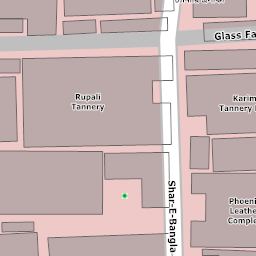 Glass Fa
Rupali
Tannery
Karim
Tannery
Phoeni
Leathe
Comple
Shar-E-Bangla